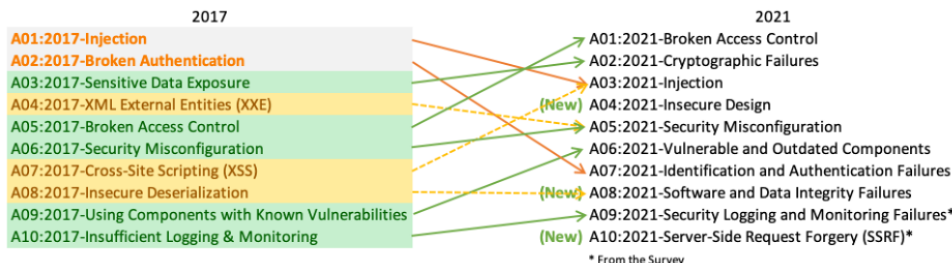 2017
2021
A01:2017-Injection
A01:2021-Broken Access Control
A02:2017-Broken Authentication
A02:2021-Cryptographic Failures
A03:2017-Sensitive Data Exposure
A03:2021-Injection
A04:2017-XML External Entities (XXE)
(New) A04:2021-Insecure Design
A05:2017-Broken Access Control
A05:2021-Security Misconfiguration
A06:2017-Security Misconfiguration
A06:2021-Vulnerable and Outdated Components
A07:2017-Cross-Site Scripting (XSS)
A07:2021-Identification and Authentication Failures
A08:2017-Insecure Deserialization
(New) A08:2021-Software and Data Integrity Failures
A09:2017-Using Components with Known Vulnerabilities
A09:2021-Security Logging and Monitoring Failures*
A10:2017-Insufficient Logging & Monitoring
(New) A10:2021-Server-Side Request Forgery (SSRF)*
* From the Survey